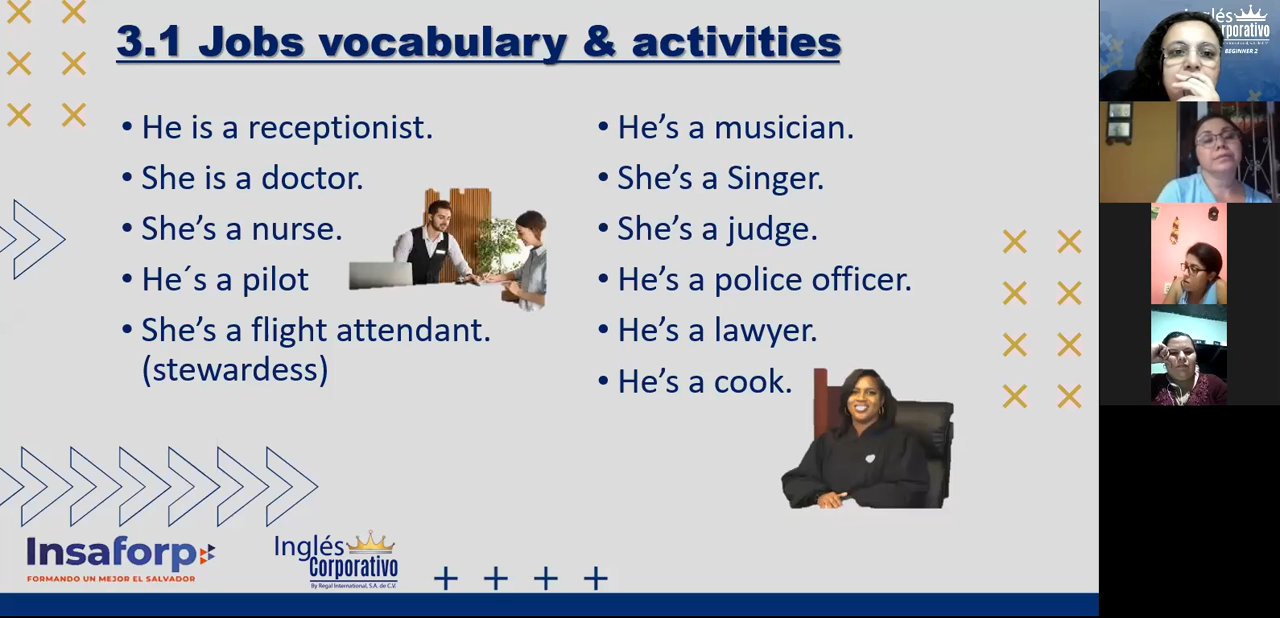 3.1 Jobs vocabulary & activities
• He is a receptionist.
• She is a doctor.
• She’s a nurse.
• He´s a pilot
• She’s a flight attendant.
(stewardess)
• He’s a musician.
• She’s a Singer.
• She’s a judge.
• He’s a police officer.
• He’s a lawyer.
• He’s a cook.
Insaforp
FORMANDO UN MEJOR EL SALVADOR
Inglés
Corporativo
By Regal International, S.A. de C.V.
BEGINNER 2